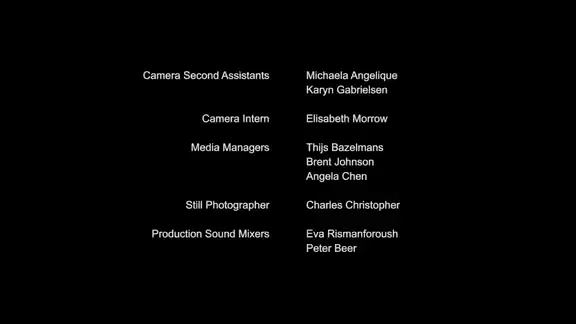 Camera Second Assistants Michaela Angelique
Karyn Gabrielsen
Camera Intern Elisabeth Morrow
Media Managers Thijs Bazelmans
Brent Johnson
Angela Chen
Still Photographer Charles Christopher
Production Sound Mixers Eva Rismanforoush
Peter Beer